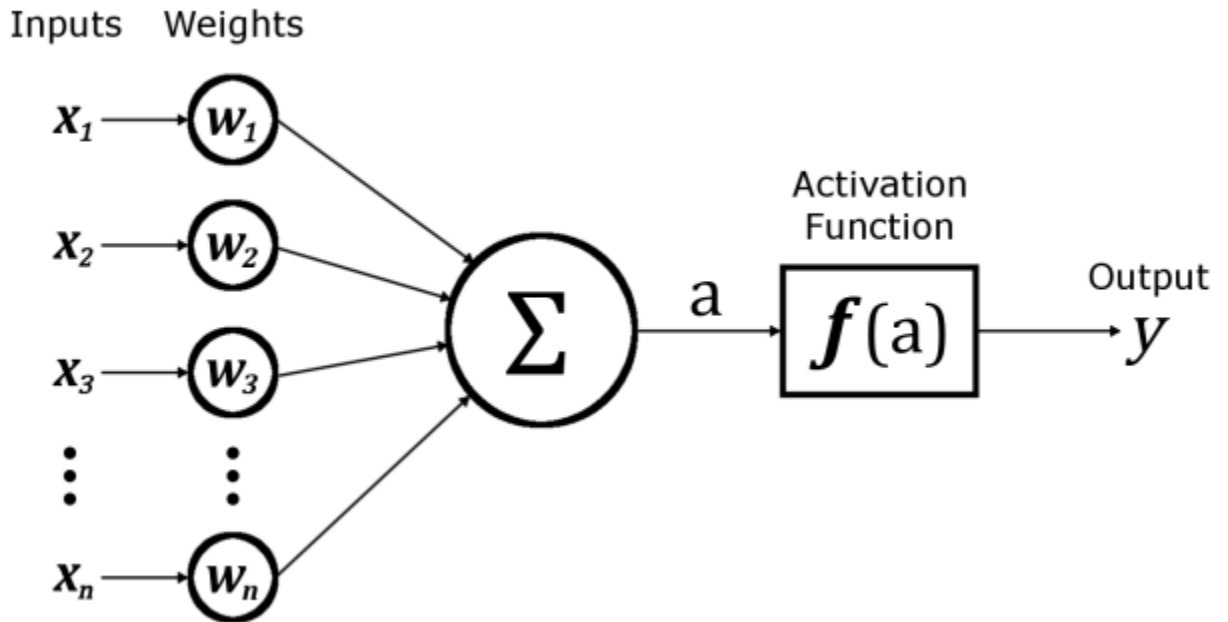 Inputs Weights
x₁ w₁
x₂ w₂
x₃ w₃
xₙ wₙ
Σ
a
Activation
Function
f(a)
Output
y